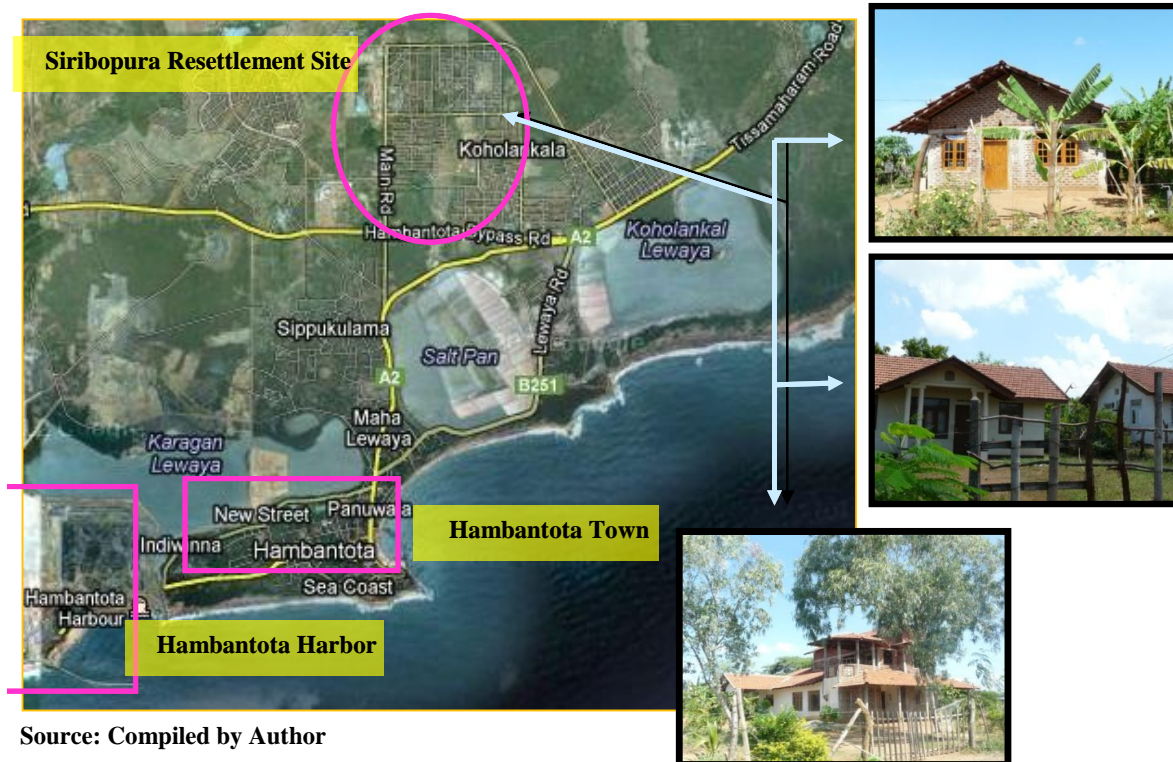 Siribopura Resettlement Site
Tissamaharam Road
Main Rd
Koholankala
Hambantota Bypass Rd
A2
Koholankal
Lewaya
Lewaya Rd
Sippukulama
Salt Pan
A2
B251
Maha
Lewaya
Karagan
Lewaya
New Street
Panuwala
Hambantota Town
Indiwinna
Hambantota
Sea Coast
Hambantota
Harbour
Hambantota Harbor
Source: Compiled by Author